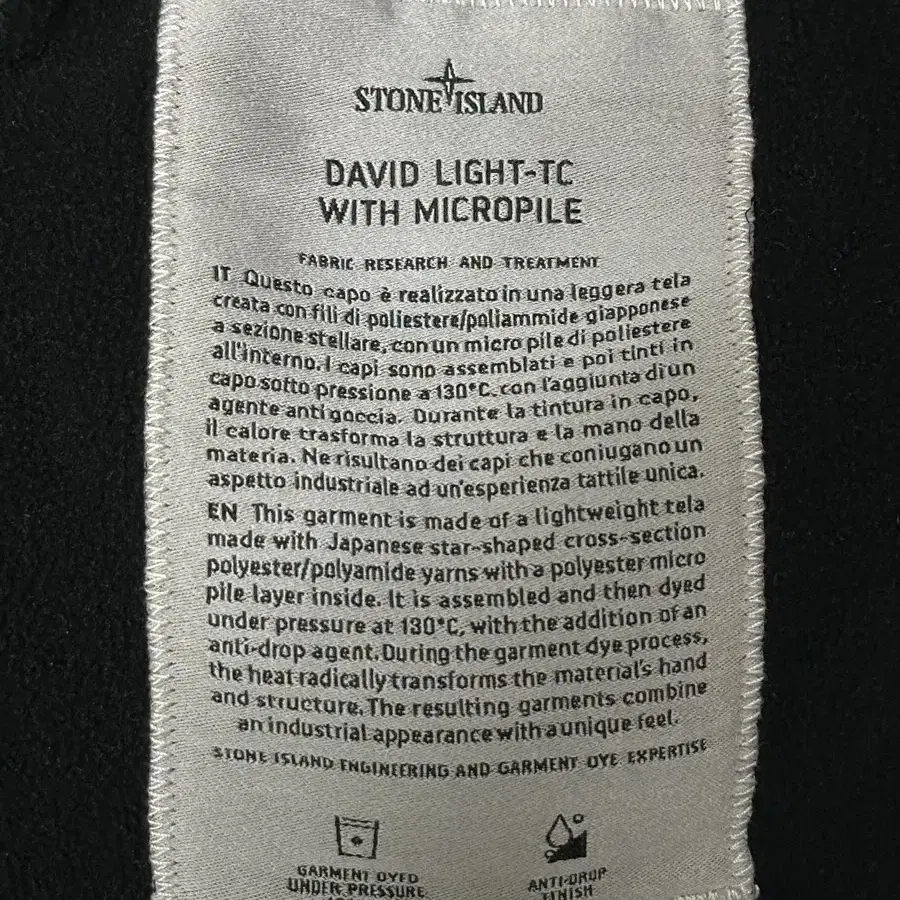 STONE ISLAND
DAVID LIGHT-TC
WITH MICROPILE
FABRIC RESEARCH AND TREATMENT
IT Questo capo è realizzato in una leggera tela
creata con fili di poliestere/poliammide giapponese
a sezione stellare, con un micro pile di poliestere
all'interno. I capi sono assemblati e poi tinti in
capo sotto pressione a 130°C, con l'aggiunta di un
agente anti goccia. Durante la tintura in capo,
il calore trasforma la struttura e la mano della
materia. Ne risultano dei capi che coniugano un
aspetto industriale ad un'esperienza tattile unica.
EN This garment is made of a lightweight tela
made with Japanese star-shaped cross-section
polyester/polyamide yarns with a polyester micro
pile layer inside. It is assembled and then dyed
under pressure at 130°C, with the addition of an
anti-drop agent. During the garment dye process,
the heat radically transforms the material's hand
and structure. The resulting garments combine
an industrial appearance with a unique feel.
STONE ISLAND ENGINEERING AND GARMENT DYE EXPERTISE
GARMENT DYED
UNDER PRESSURE
ANTI-DROP
FINISH